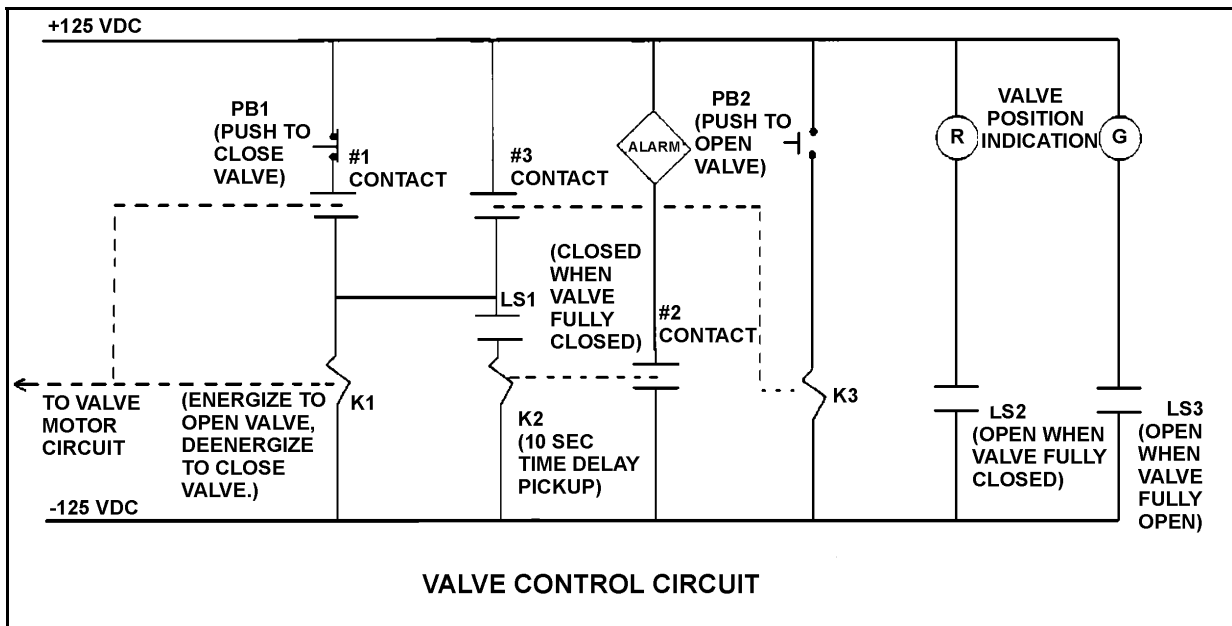 +125 VDC
PB1
(PUSH TO
CLOSE
VALVE)
#1
CONTACT
#3
CONTACT
ALARM
PB2
(PUSH TO
OPEN
VALVE)
R
VALVE
POSITION
INDICATION
G
(CLOSED
WHEN
VALVE
FULLY
CLOSED)
LS1
#2
CONTACT
TO VALVE
MOTOR
CIRCUIT
(ENERGIZE TO
OPEN VALVE,
DEENERGIZE
TO CLOSE
VALVE.)
K1
K2
(10 SEC
TIME DELAY
PICKUP)
K3
LS2
(OPEN WHEN
VALVE FULLY
CLOSED)
LS3
(OPEN
WHEN
VALVE
FULLY
OPEN)
-125 VDC
VALVE CONTROL CIRCUIT